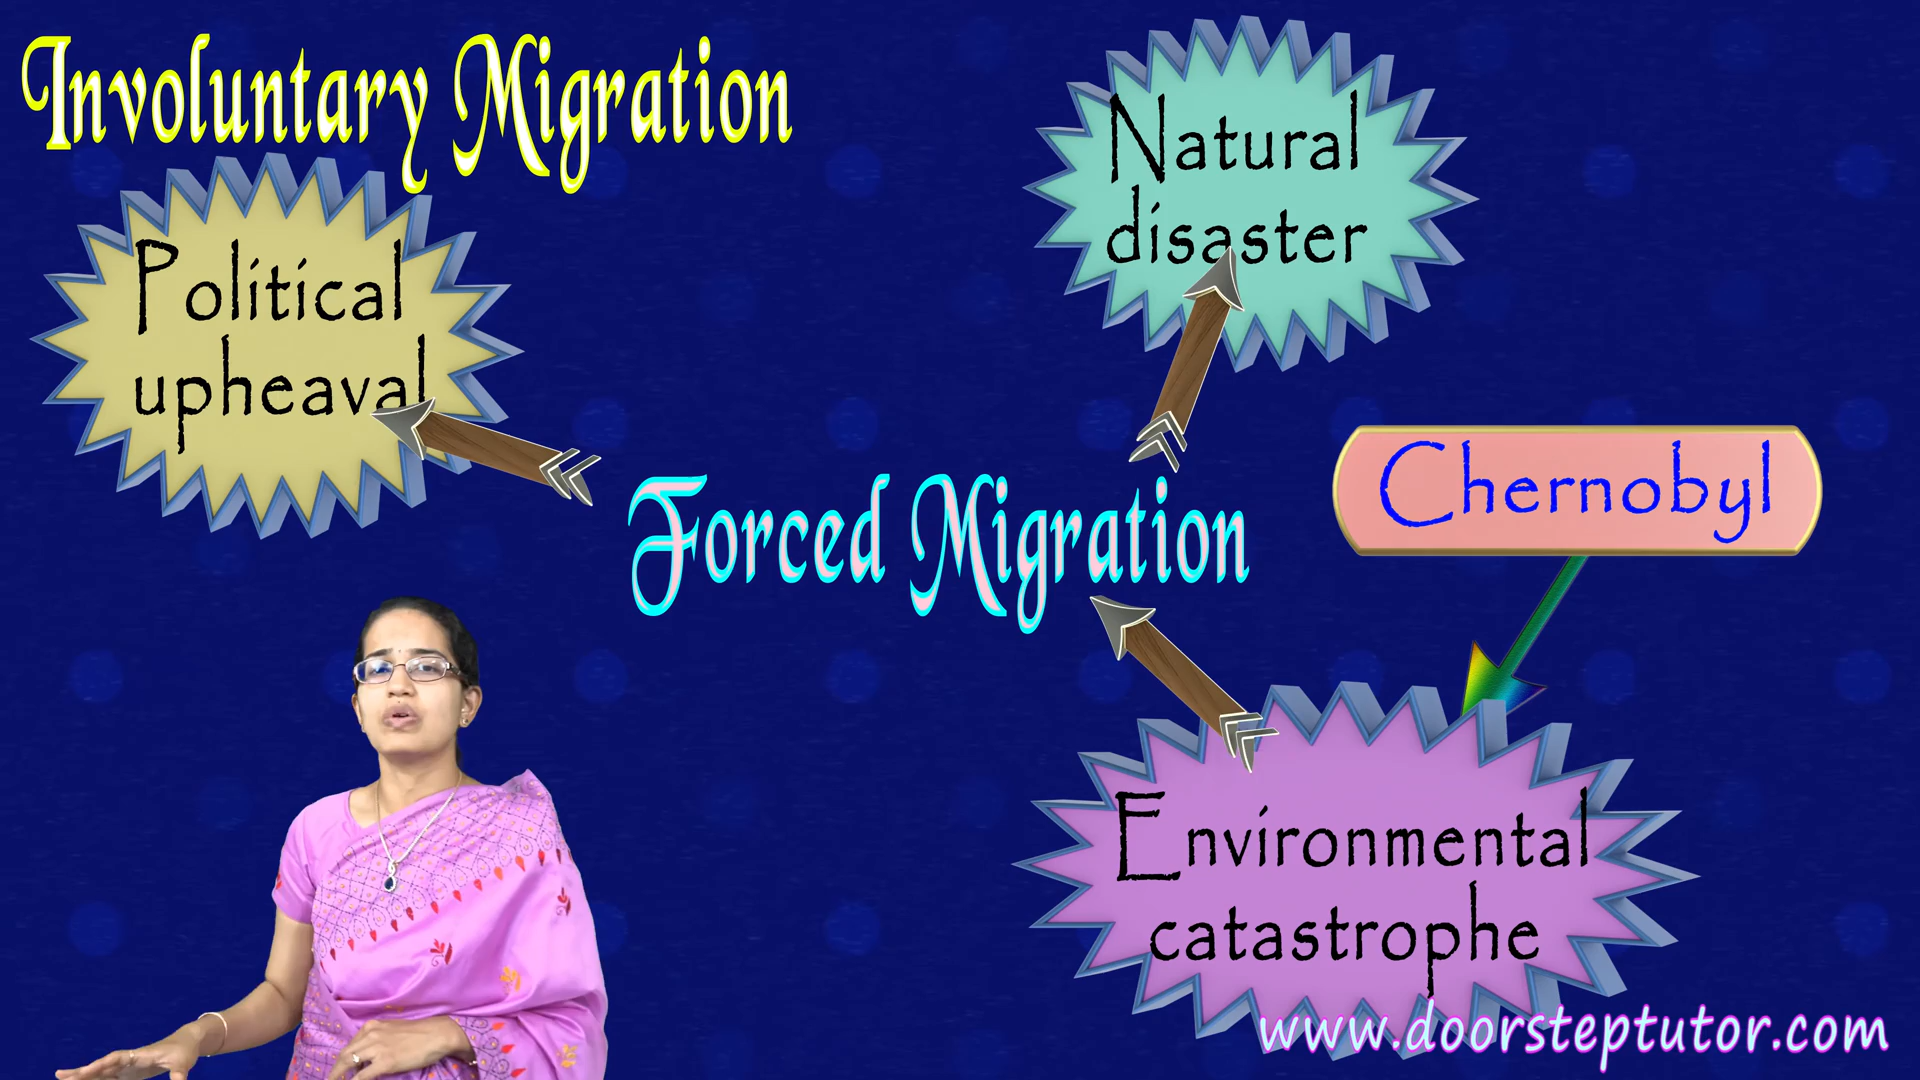 Involuntary Migration
Natural
disaster
Political
upheaval
Chernobyl
Forced Migration
Environmental
catastrophe
www.doorsteptutor.com